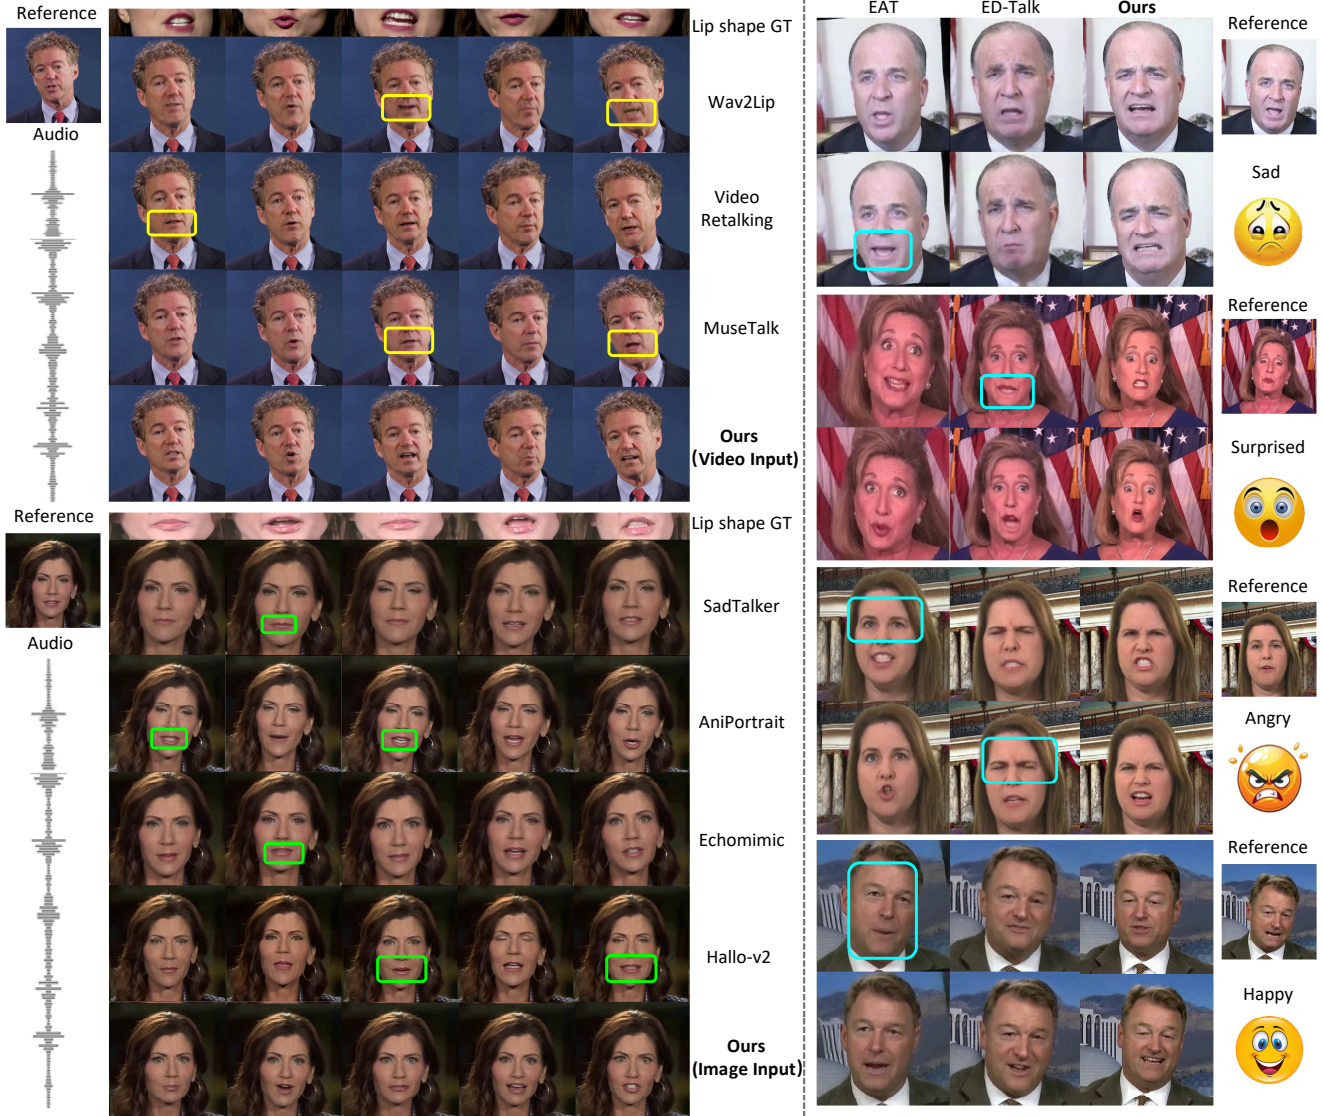 Reference
Audio
Lip shape GT
Wav2Lip
Video
Retalking
MuseTalk
Ours
(Video Input)
Reference
Audio
Lip shape GT
SadTalker
AniPortrait
Echomimic
Hallo-v2
Ours
(Image Input)
EAT
ED-Talk
Ours
Reference
Sad
Reference
Surprised
Reference
Angry
Reference
Happy